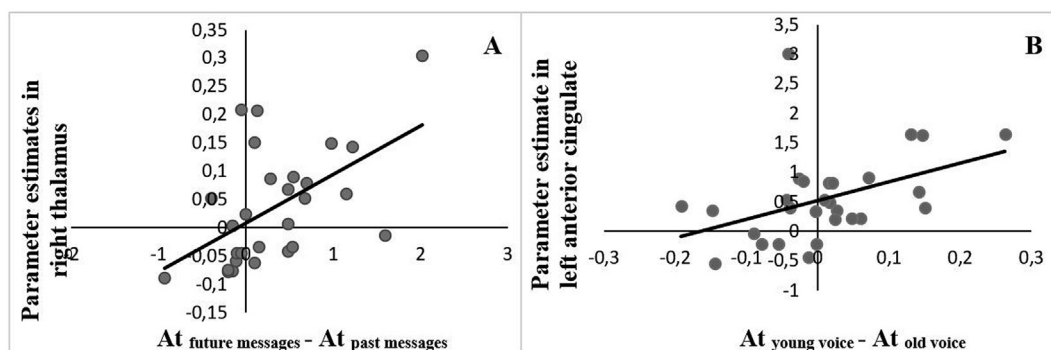 A
Parameter estimates in
right thalamus
0,35
0,3
0,25
0,2
0,15
0,1
0,05
0
-0,05
-0,1
-0,15
-2 -1 0 1 2 3
At future messages - At past messages
B
Parameter estimate in
left anterior cingulate
3,5
3
2,5
2
1,5
1
0,5
0
-0,5
-1
-0,3 -0,2 -0,1 0 0,1 0,2 0,3
At young voice - At old voice